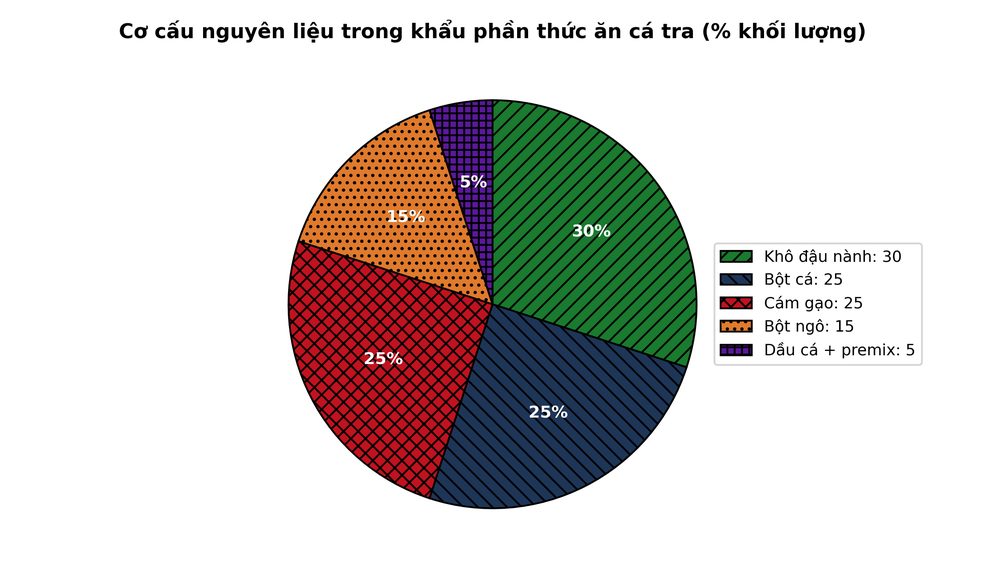 Cơ cấu nguyên liệu trong khẩu phần thức ăn cá tra (% khối lượng)
5%
15%
30%
25%
25%
Khô đậu nành: 30
Bột cá: 25
Cám gạo: 25
Bột ngô: 15
Dầu cá + premix: 5